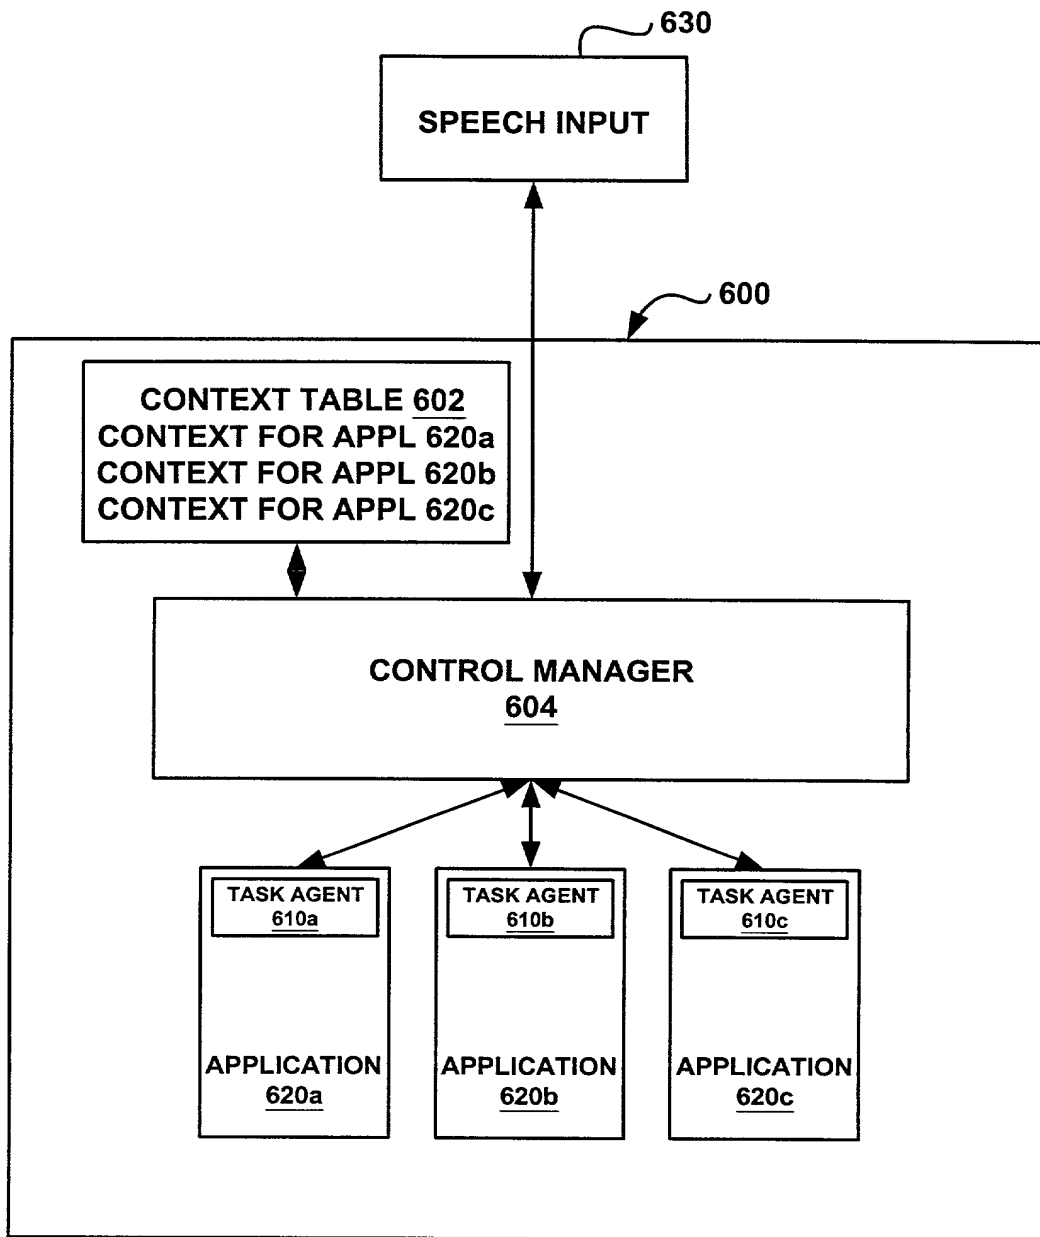 630
SPEECH INPUT
600
CONTEXT TABLE 602
CONTEXT FOR APPL 620a
CONTEXT FOR APPL 620b
CONTEXT FOR APPL 620c
CONTROL MANAGER
604
TASK AGENT
610a
TASK AGENT
610b
TASK AGENT
610c
APPLICATION
620a
APPLICATION
620b
APPLICATION
620c